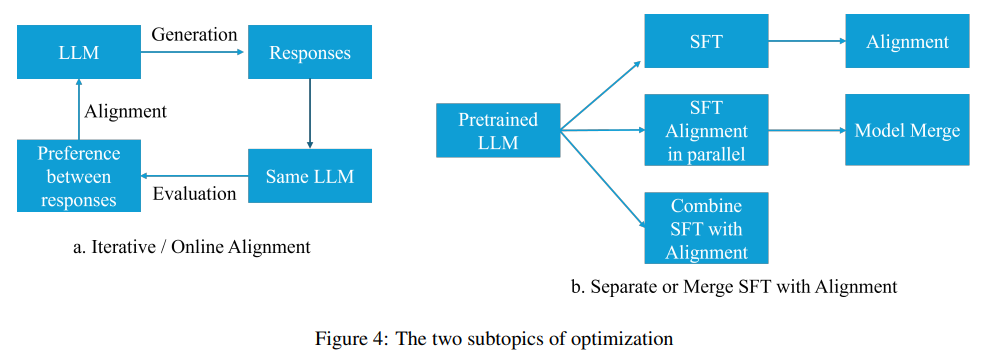 LLM
Generation
Responses
Alignment
Preference
between
responses
Evaluation
Same LLM
a. Iterative / Online Alignment
Pretrained
LLM
SFT
Alignment
SFT
Alignment
in parallel
Model Merge
Combine
SFT with
Alignment
b. Separate or Merge SFT with Alignment
Figure 4: The two subtopics of optimization